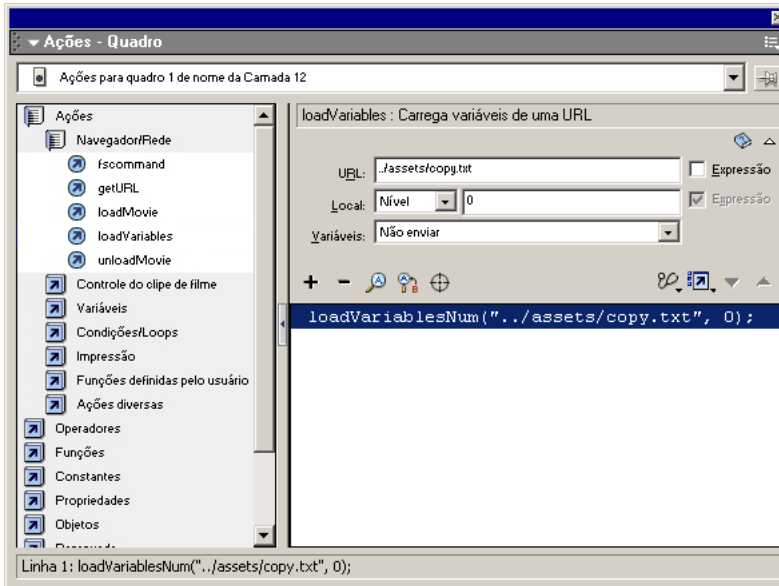 Ações - Quadro
Ações para quadro 1 de nome da Camada 12
Ações
Navegador/Rede
fscommand
getURL
loadMovie
loadVariables
unloadMovie
Controle do clipe de filme
Variáveis
Condições/Loops
Impressão
Funções definidas pelo usuário
Ações diversas
Operadores
Funções
Constantes
Propriedades
Objetos
loadVariables : Carrega variáveis de uma URL
URL: ../assets/copy.txt Expressão
Local: Nível 0 Expressão
Variáveis: Não enviar
loadVariablesNum("../assets/copy.txt", 0);
Linha 1: loadVariablesNum("../assets/copy.txt", 0);